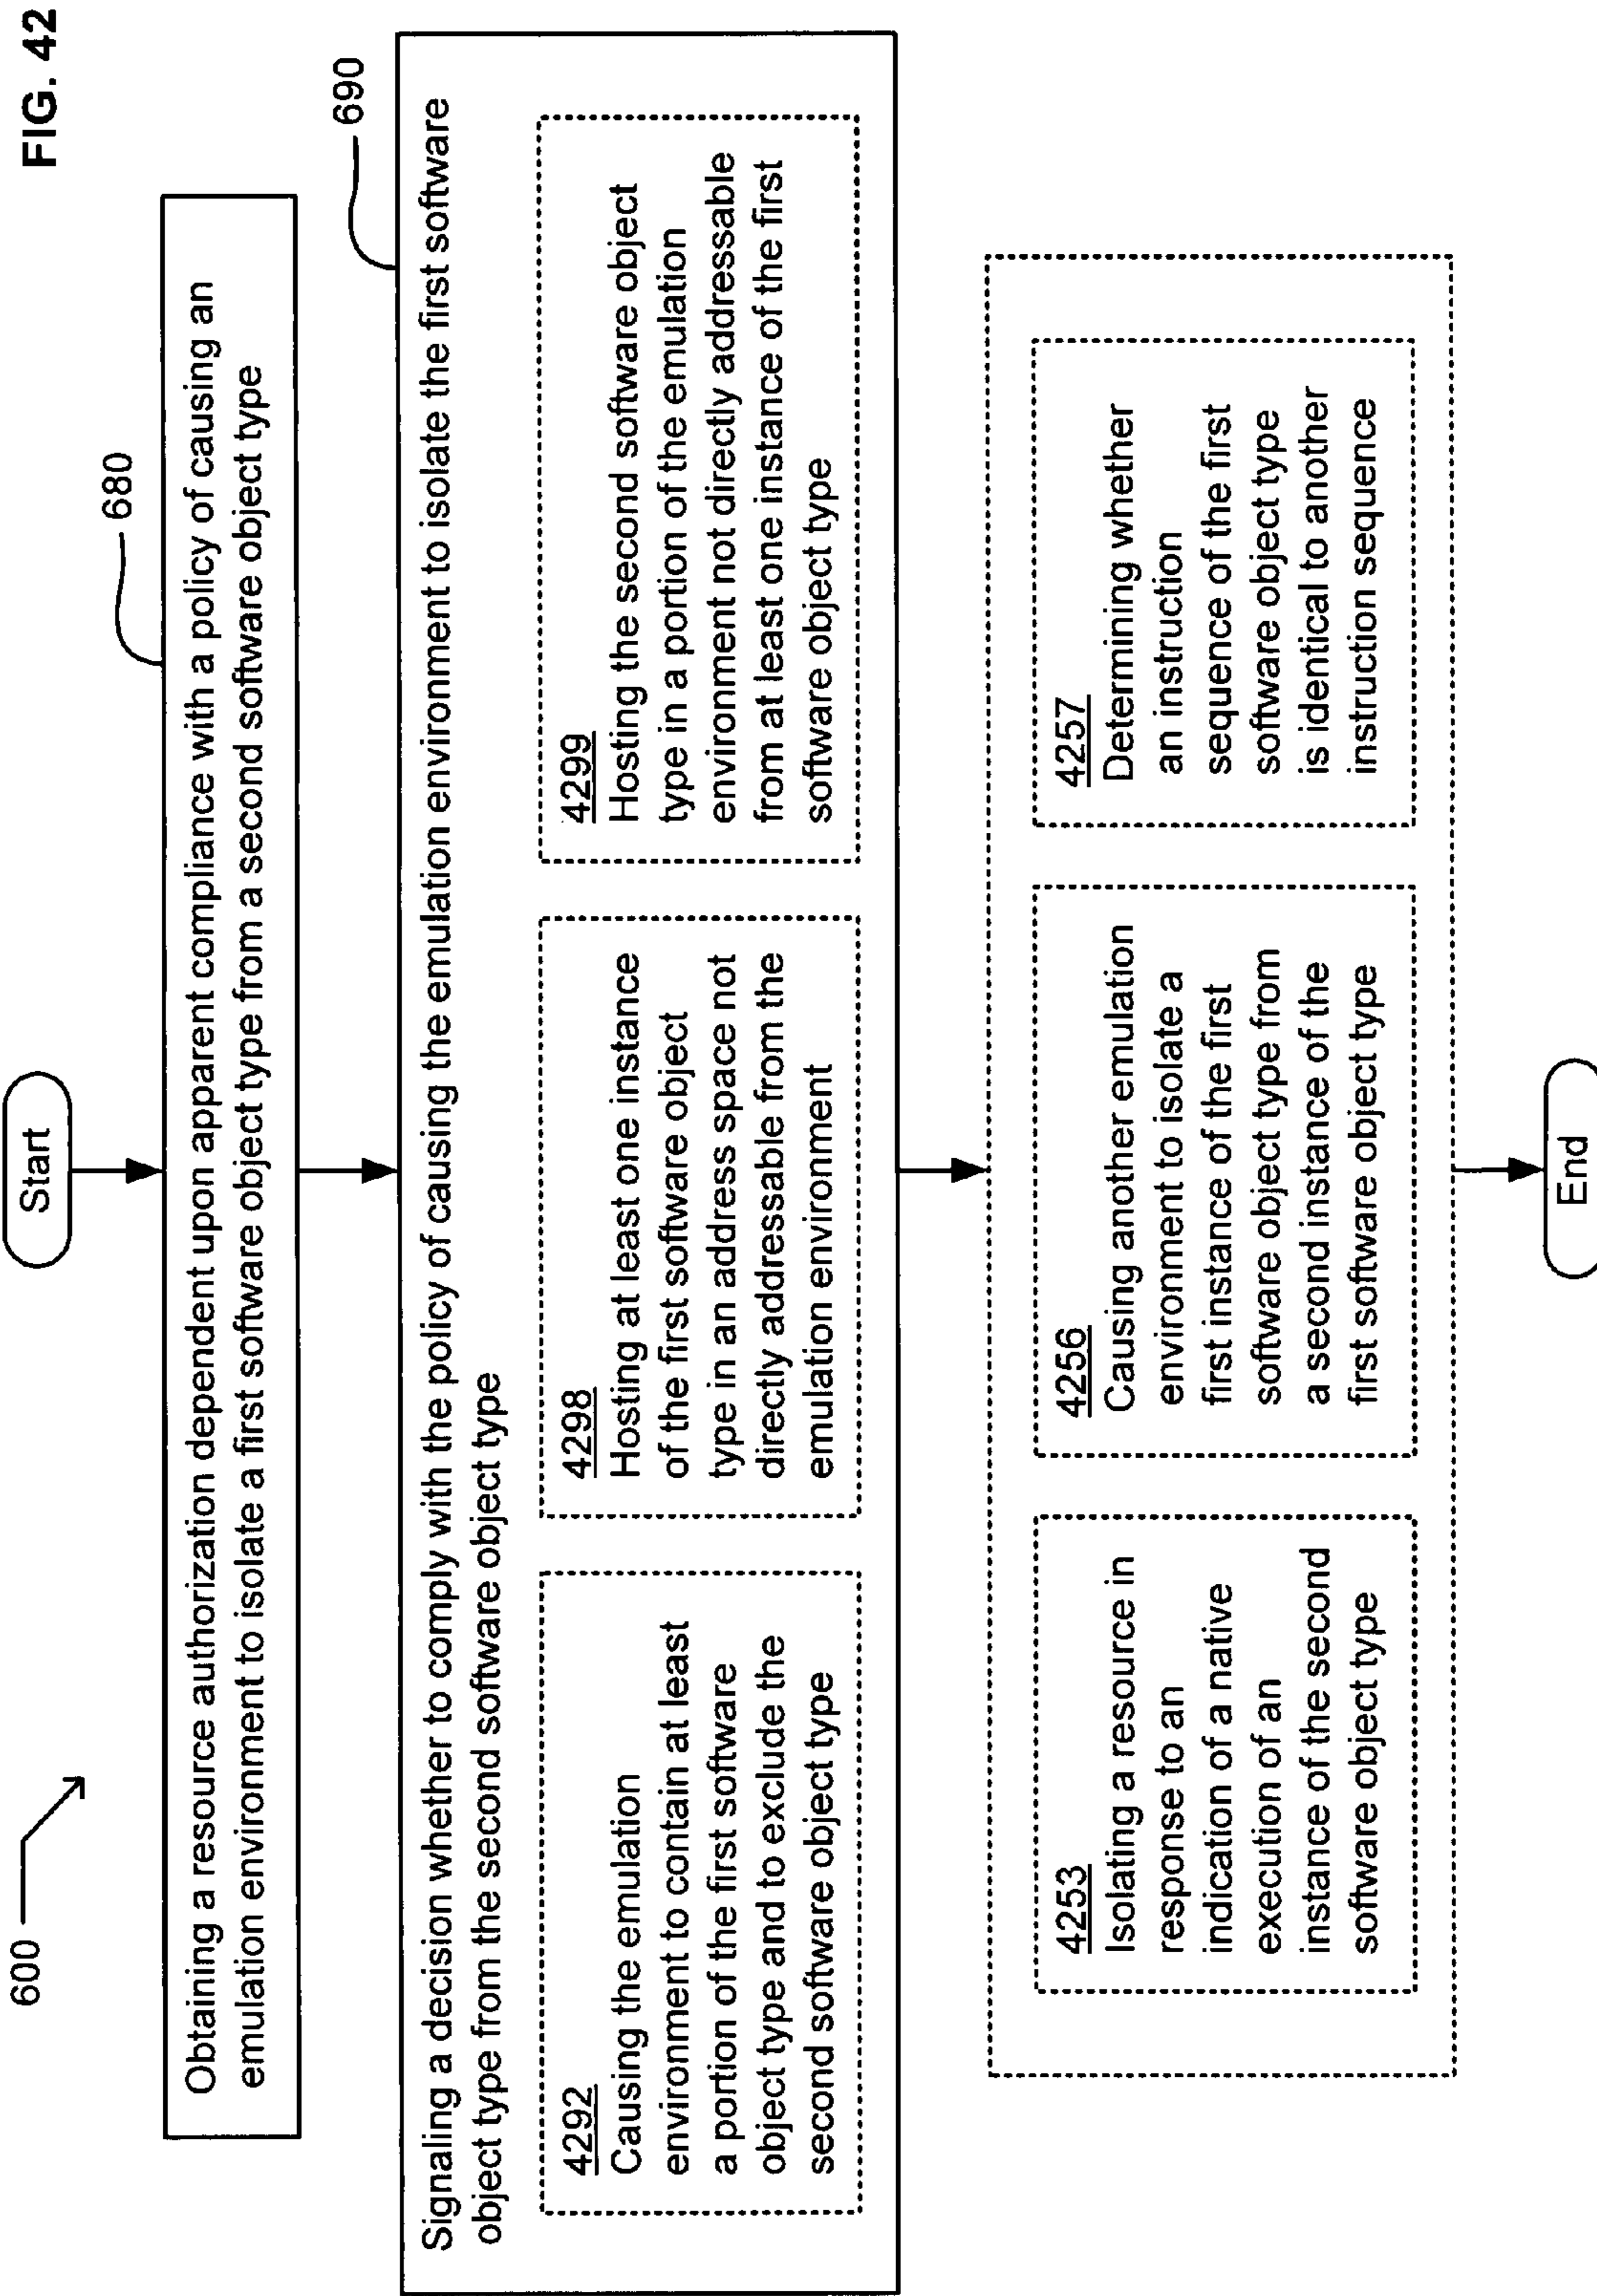 FIG. 42
600
Start
680
Obtaining a resource authorization dependent upon apparent compliance with a policy of causing an
emulation environment to isolate a first software object type from a second software object type
690
Signaling a decision whether to comply with the policy of causing the emulation environment to isolate the first software
object type from the second software object type
4292
Causing the emulation
environment to contain at least
a portion of the first software
object type and to exclude the
second software object type
4298
Hosting at least one instance
of the first software object
type in an address space not
directly addressable from the
emulation environment
4299
Hosting the second software object
type in a portion of the emulation
environment not directly addressable
from at least one instance of the first
software object type
4253
Isolating a resource in
response to an
indication of a native
execution of an
instance of the second
software object type
4256
Causing another emulation
environment to isolate a
first instance of the first
software object type from
a second instance of the
first software object type
4257
Determining whether
an instruction
sequence of the first
software object type
is identical to another
instruction sequence
End